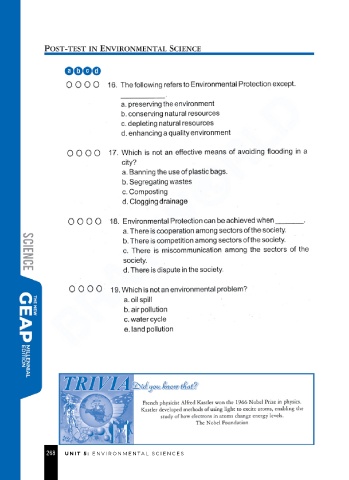 POST-TEST IN ENVIRONMENTAL SCIENCE
a b c d
16. The following refers to Environmental Protection except.
____________.
a. preserving the environment
b. conserving natural resources
c. depleting natural resources
d. enhancing a quality environment
17. Which is not an effective means of avoiding flooding in a
city?
a. Banning the use of plastic bags.
b. Segregating wastes
c. Composting
d. Clogging drainage
18. Environmental Protection can be achieved when _______.
a. There is cooperation among sectors of the society.
b. There is competition among sectors of the society.
c. There is miscommunication among the sectors of the
society.
d. There is dispute in the society.
19. Which is not an environmental problem?
a. oil spill
b. air pollution
c. water cycle
e. land pollution
SCIENCE
THE NEW
GEAP
MILLENNIAL
EDITION
TRIVIA Did you know that?
French physicist Alfred Kastler won the 1966 Nobel Prize in physics.
Kastler developed methods of using light to excite atoms, enabling the
study of how electrons in atoms change energy levels.
The Nobel Foundation
268 UNIT 5: ENVIRONMENTAL SCIENCES